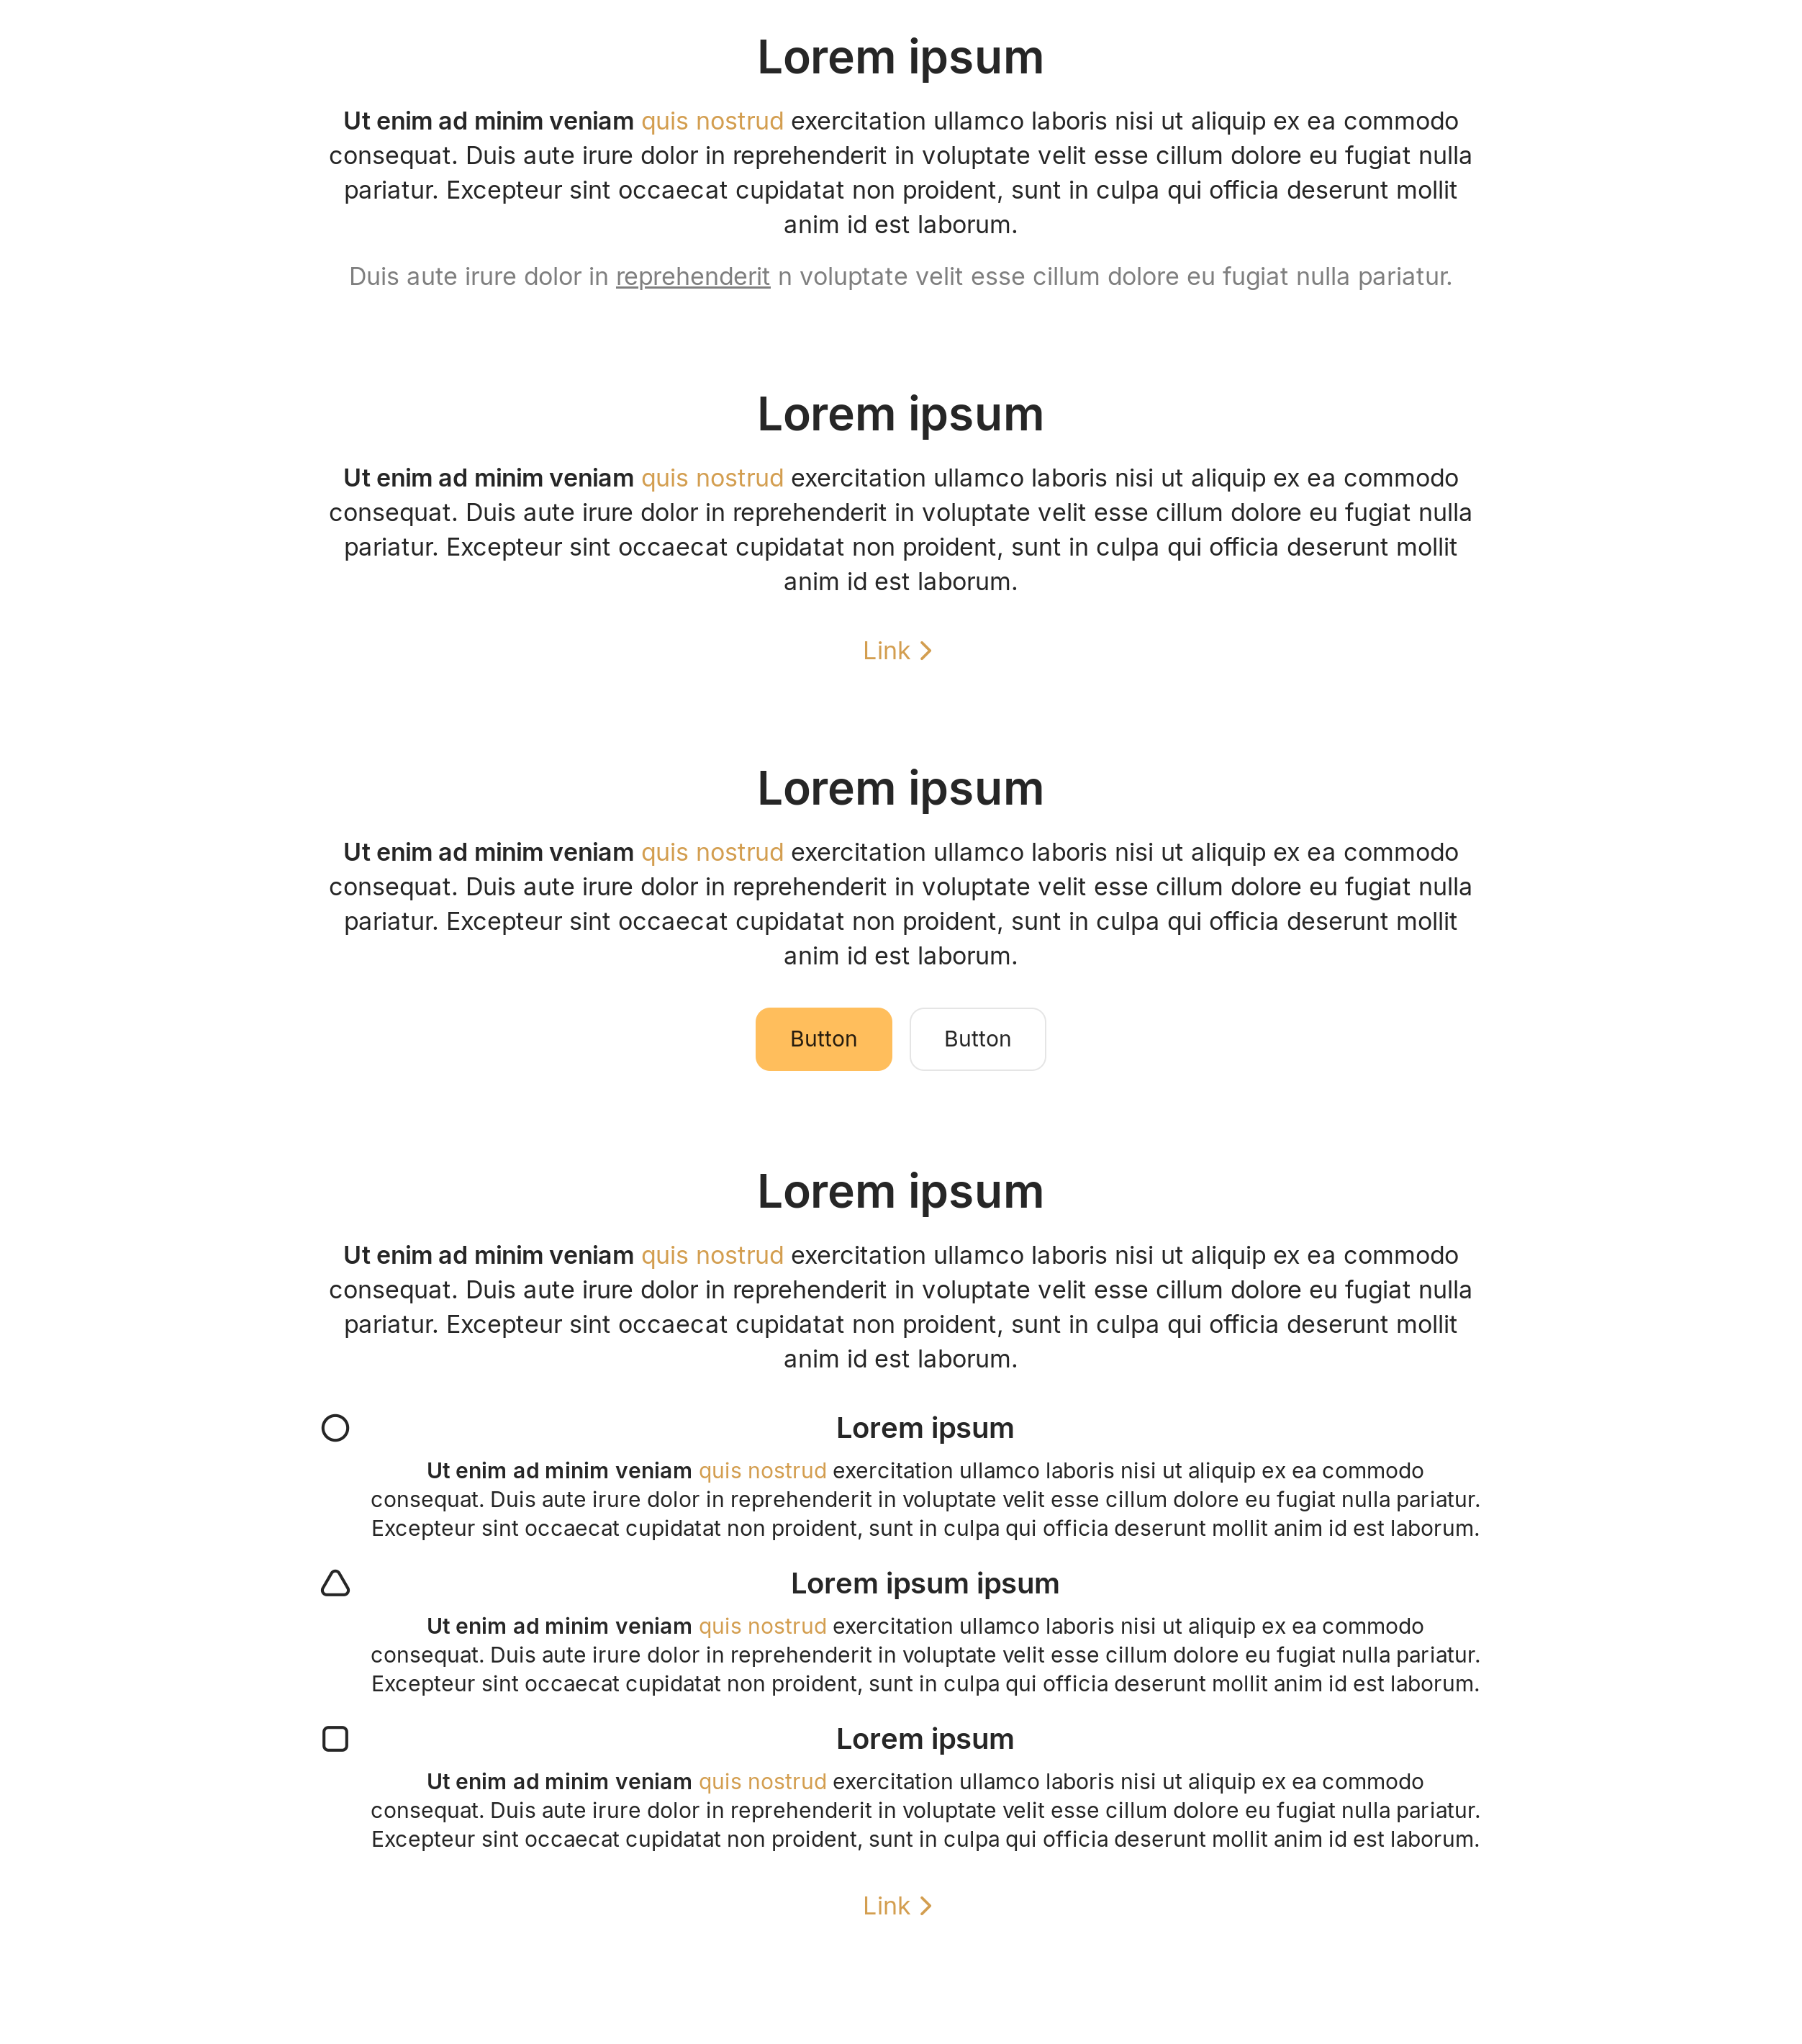 Lorem ipsum
Ut enim ad minim veniam quis nostrud exercitation ullamco laboris nisi ut aliquip ex ea commodo
consequat. Duis aute irure dolor in reprehenderit in voluptate velit esse cillum dolore eu fugiat nulla
pariatur. Excepteur sint occaecat cupidatat non proident, sunt in culpa qui officia deserunt mollit
anim id est laborum.
Duis aute irure dolor in reprehenderit n voluptate velit esse cillum dolore eu fugiat nulla pariatur.
Lorem ipsum
Ut enim ad minim veniam quis nostrud exercitation ullamco laboris nisi ut aliquip ex ea commodo
consequat. Duis aute irure dolor in reprehenderit in voluptate velit esse cillum dolore eu fugiat nulla
pariatur. Excepteur sint occaecat cupidatat non proident, sunt in culpa qui officia deserunt mollit
anim id est laborum.
Link
Lorem ipsum
Ut enim ad minim veniam quis nostrud exercitation ullamco laboris nisi ut aliquip ex ea commodo
consequat. Duis aute irure dolor in reprehenderit in voluptate velit esse cillum dolore eu fugiat nulla
pariatur. Excepteur sint occaecat cupidatat non proident, sunt in culpa qui officia deserunt mollit
anim id est laborum.
Button Button
Lorem ipsum
Ut enim ad minim veniam quis nostrud exercitation ullamco laboris nisi ut aliquip ex ea commodo
consequat. Duis aute irure dolor in reprehenderit in voluptate velit esse cillum dolore eu fugiat nulla
pariatur. Excepteur sint occaecat cupidatat non proident, sunt in culpa qui officia deserunt mollit
anim id est laborum.
Lorem ipsum
Ut enim ad minim veniam quis nostrud exercitation ullamco laboris nisi ut aliquip ex ea commodo
consequat. Duis aute irure dolor in reprehenderit in voluptate velit esse cillum dolore eu fugiat nulla pariatur.
Excepteur sint occaecat cupidatat non proident, sunt in culpa qui officia deserunt mollit anim id est laborum.
Lorem ipsum ipsum
Ut enim ad minim veniam quis nostrud exercitation ullamco laboris nisi ut aliquip ex ea commodo
consequat. Duis aute irure dolor in reprehenderit in voluptate velit esse cillum dolore eu fugiat nulla pariatur.
Excepteur sint occaecat cupidatat non proident, sunt in culpa qui officia deserunt mollit anim id est laborum.
Lorem ipsum
Ut enim ad minim veniam quis nostrud exercitation ullamco laboris nisi ut aliquip ex ea commodo
consequat. Duis aute irure dolor in reprehenderit in voluptate velit esse cillum dolore eu fugiat nulla pariatur.
Excepteur sint occaecat cupidatat non proident, sunt in culpa qui officia deserunt mollit anim id est laborum.
Link